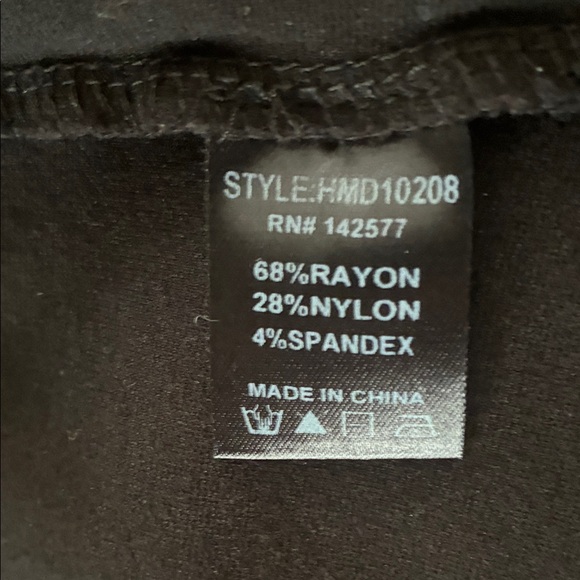 STYLE:HMD10208
RN# 142577
68%RAYON
28%NYLON
4%SPANDEX
MADE IN CHINA